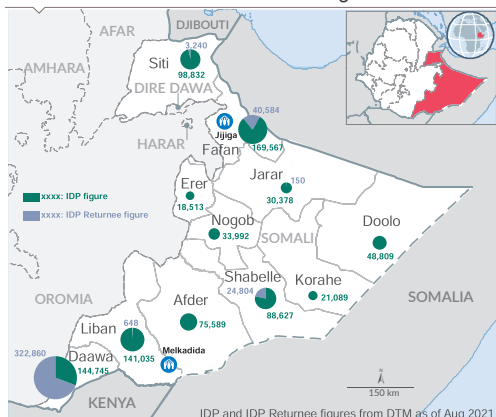 DJIBOUTI
AFAR
3,240
Siti
98,832
AMHARA
DIRE DAWA
40,584
Jijiga
HARAR
169,567
Fafan
Jarar
150
Erer
30,378
xxxx: IDP figure
18,513
xxxx: IDP Returnee figure
Nogob
Doolo
33,992
SOMALI
48,809
Shabelle
Korahe
24,804
OROMIA
Afder
21,089
SOMALIA
88,627
648
75,589
Liban
322,860
Melkadida
141,035
Daawa
144,745
N
150 km
KENYA
IDP and IDP Returnee figures from DTM as of Aug 2021